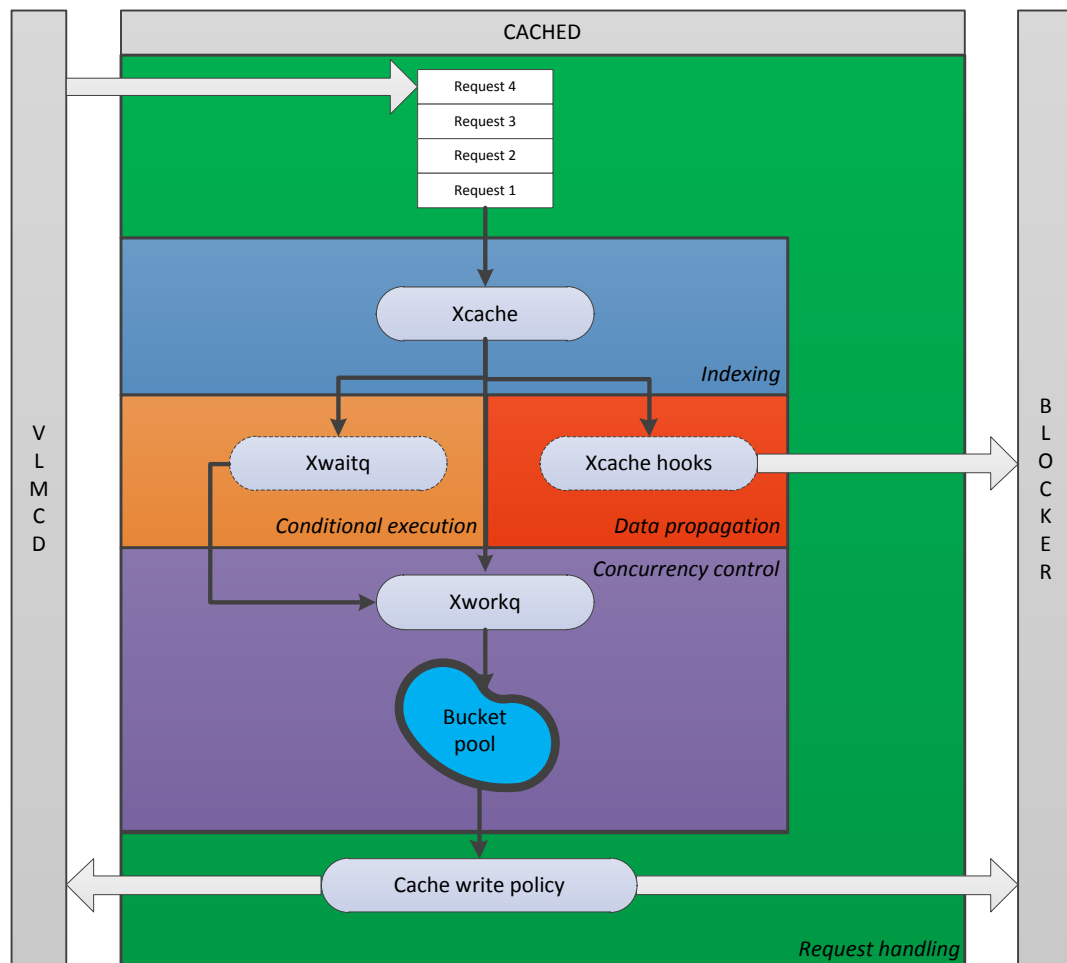 CACHED
Request 4
Request 3
Request 2
Request 1
Xcache
Indexing
V
L
M
C
D
B
L
O
C
K
E
R
Xwaitq
Xcache hooks
Conditional execution
Data propagation
Concurrency control
Xworkq
Bucket
pool
Cache write policy
Request handling